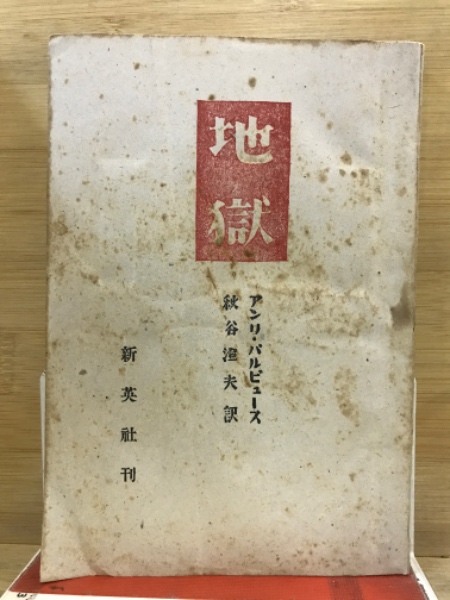 地獄
アンリ・バルビュース
秋谷澄夫訳
新英社刊